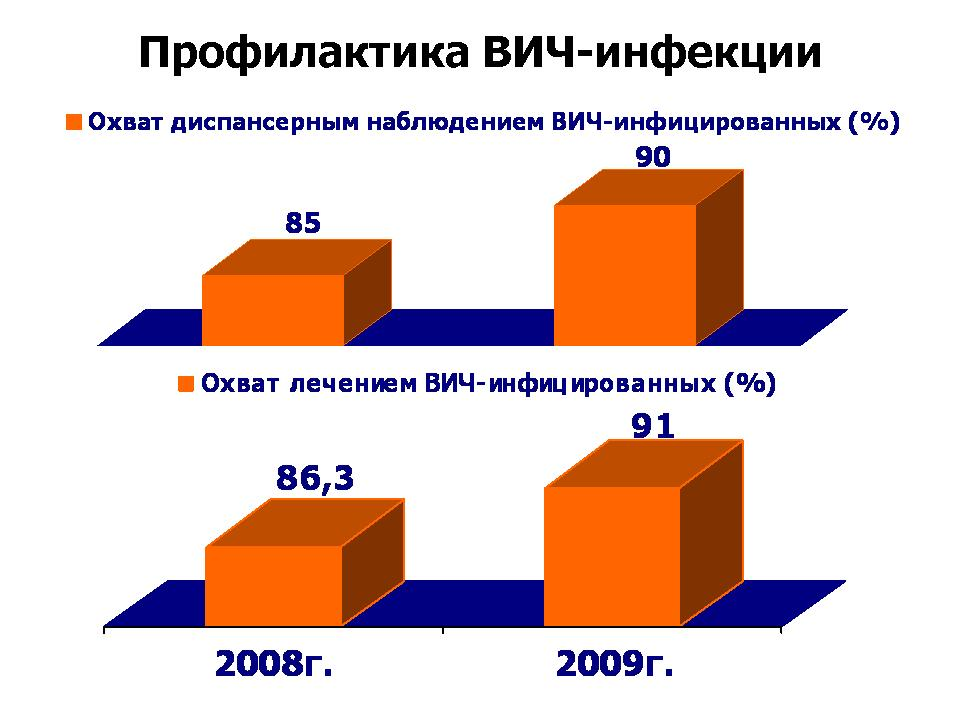 Профилактика ВИЧ-инфекции
Охват диспансерным наблюдением ВИЧ-инфицированных (%)
90
85
Охват лечением ВИЧ-инфицированных (%)
91
86,3
2008г. 2009г.